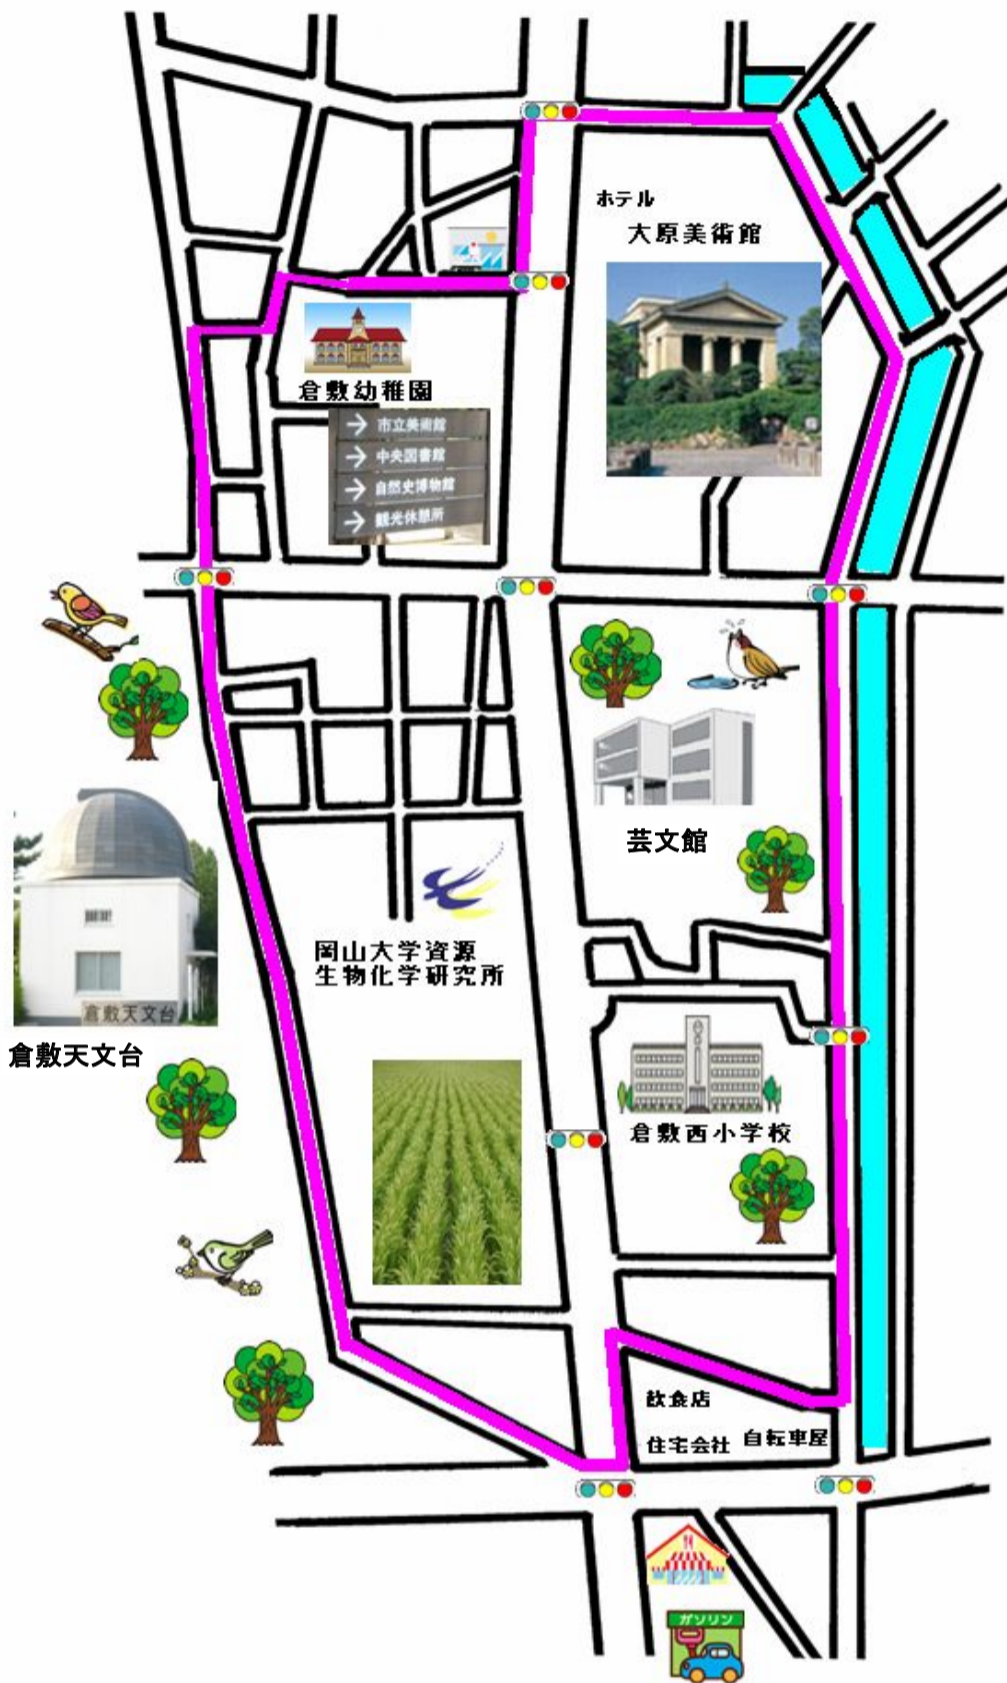 ホテル
大原美術館
倉敷幼稚園
市立美術館
中央図書館
自然史博物館
観光休憩所
芸文館
岡山大学資源
生物化学研究所
倉敷天文台
倉敷天文台
倉敷西小学校
飲食店
住宅会社 自転車屋
ガソリン